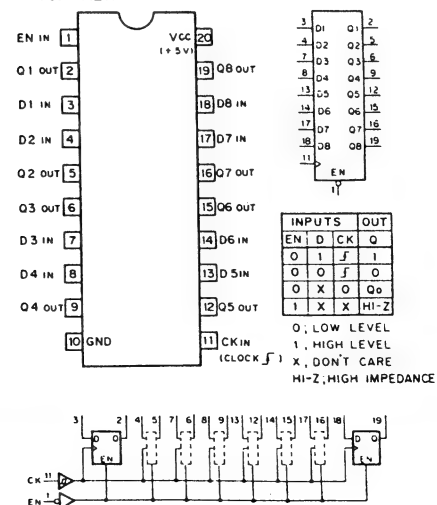 EN IN 1
Q1 OUT 2
D1 IN 3
D2 IN 4
Q2 OUT 5
Q3 OUT 6
D3 IN 7
D4 IN 8
Q4 OUT 9
10 GND
VCC 20
(+5V)
19 Q8 OUT
18 D8 IN
17 D7 IN
16 Q7 OUT
15 Q6 OUT
14 D6 IN
13 D5IN
12 Q5 OUT
11 CK IN
(CLOCK )
3 D1 Q1 2
4 D2 Q2 5
7 D3 Q3 6
8 D4 Q4 9
13 D5 Q5 12
14 D6 Q6 15
17 D7 Q7 16
18 D8 Q8 19
11
EN
1
INPUTS OUT
EN D CK Q
0 1 1
0 0 0
0 X 0 Qo
1 X X HI-Z
0; LOW LEVEL
1, HIGH LEVEL
X, DON'T CARE
HI-Z;HIGH IMPEDANCE
3 2 4 5 7 6 8 9 13 12 14 15 17 16 18 19
D Q D Q
EN EN
CK 11
EN 1